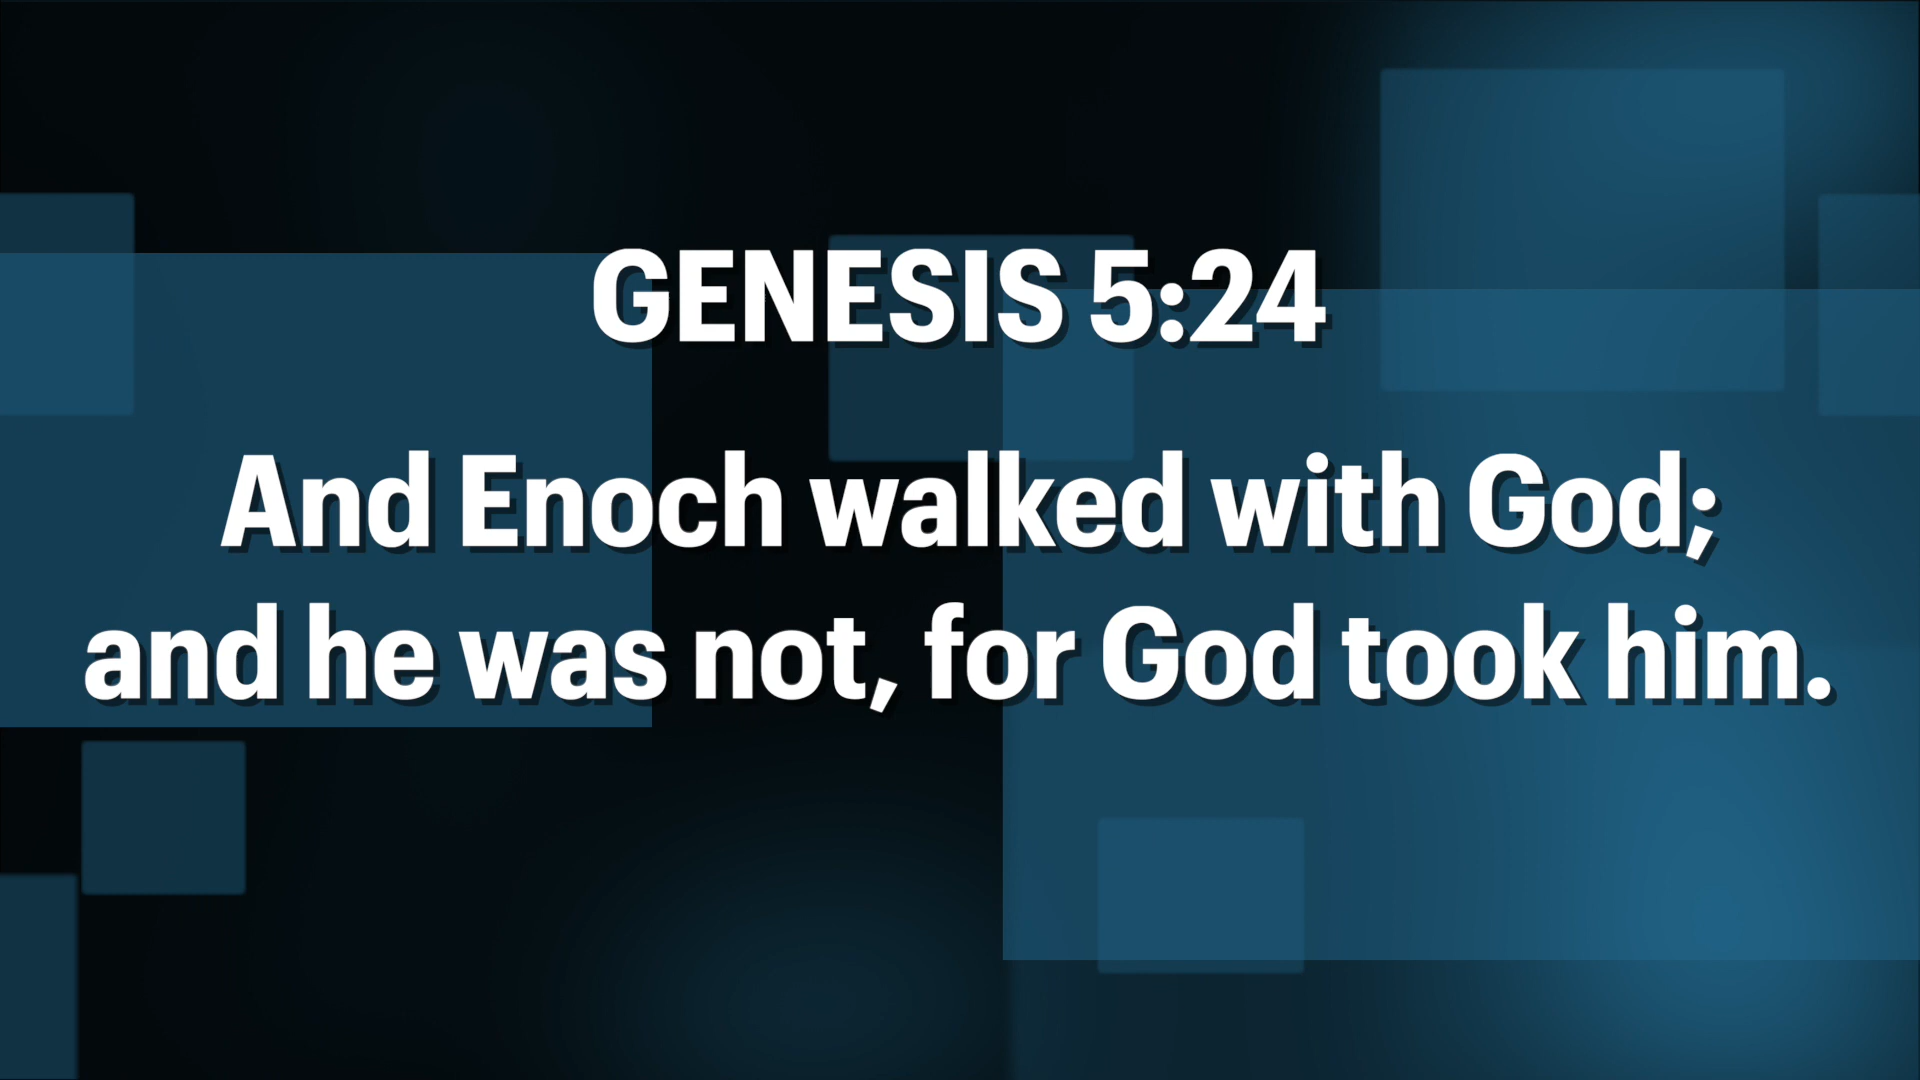 GENESIS 5:24
And Enoch walked with God;
and he was not, for God took him.